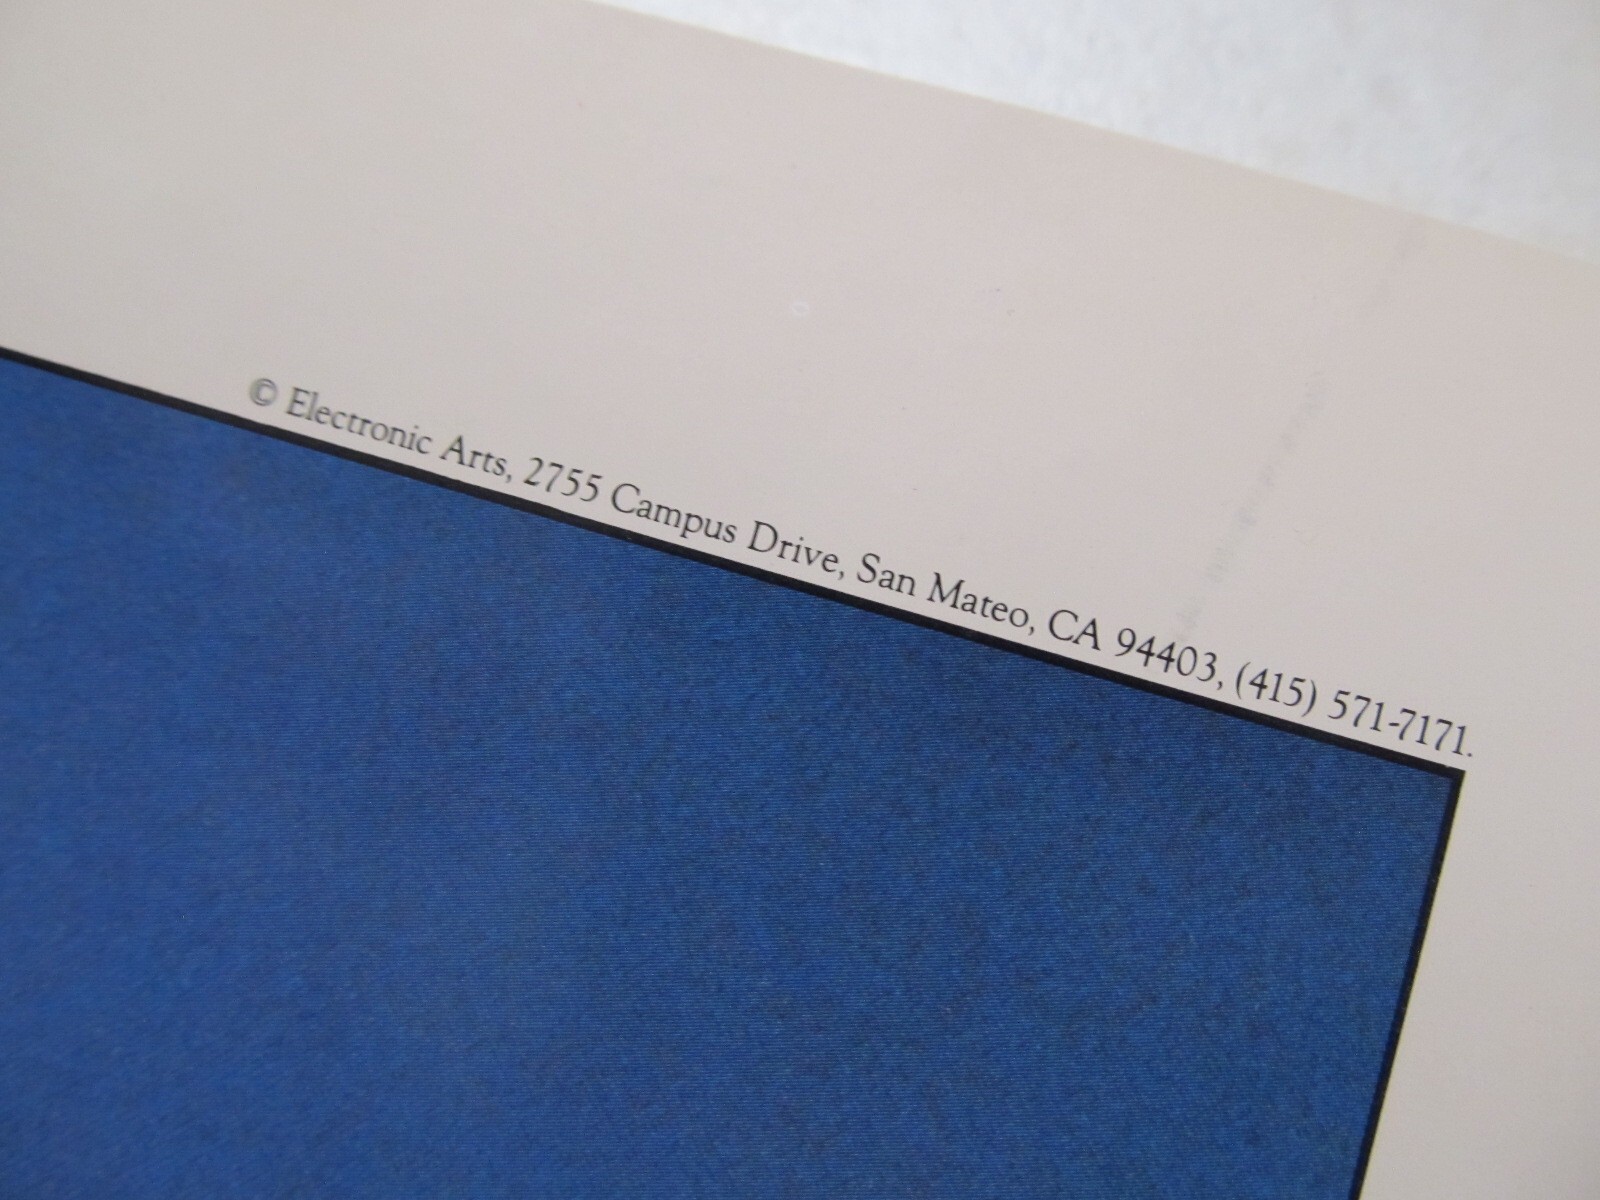 © Electronic Arts, 2755 Campus Drive, San Mateo, CA 94403, (415) 571-7171.